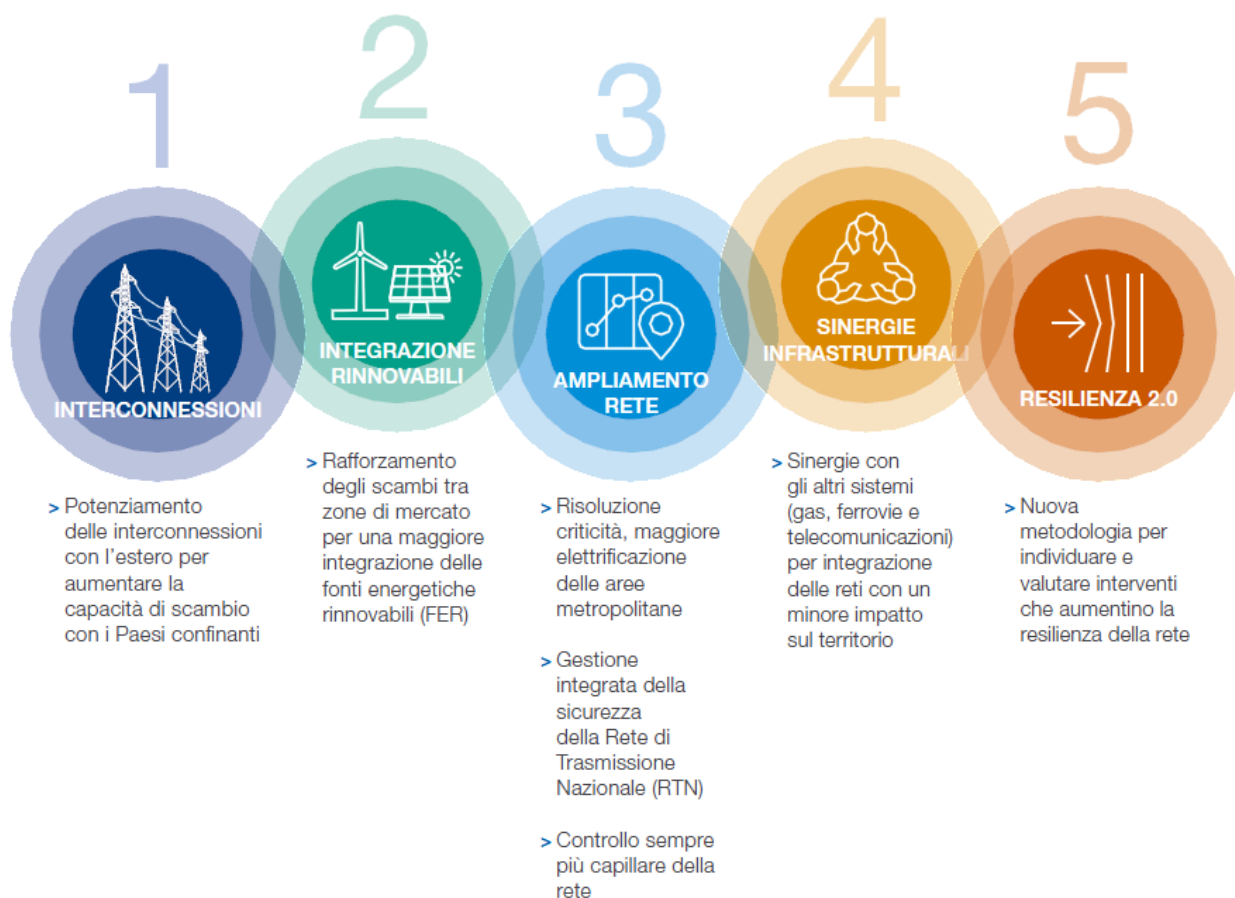 1
INTERCONNESSIONI
> Potenziamento
delle interconnessioni
con l'estero per
aumentare la
capacità di scambio
con i Paesi confinanti
2
INTEGRAZIONE
RINNOVABILI
> Rafforzamento
degli scambi tra
zone di mercato
per una maggiore
integrazione delle
fonti energetiche
rinnovabili (FER)
3
AMPLIAMENTO
RETE
> Risoluzione
criticità, maggiore
elettrificazione
delle aree
metropolitane
> Gestione
integrata della
sicurezza
della Rete di
Trasmissione
Nazionale (RTN)
> Controllo sempre
più capillare della
rete
4
SINERGIE
INFRASTRUTTURALI
> Sinergie con
gli altri sistemi
(gas, ferrovie e
telecomunicazioni)
per integrazione
delle reti con un
minore impatto
sul territorio
5
RESILIENZA 2.0
> Nuova
metodologia per
individuare e
valutare interventi
che aumentino la
resilienza della rete